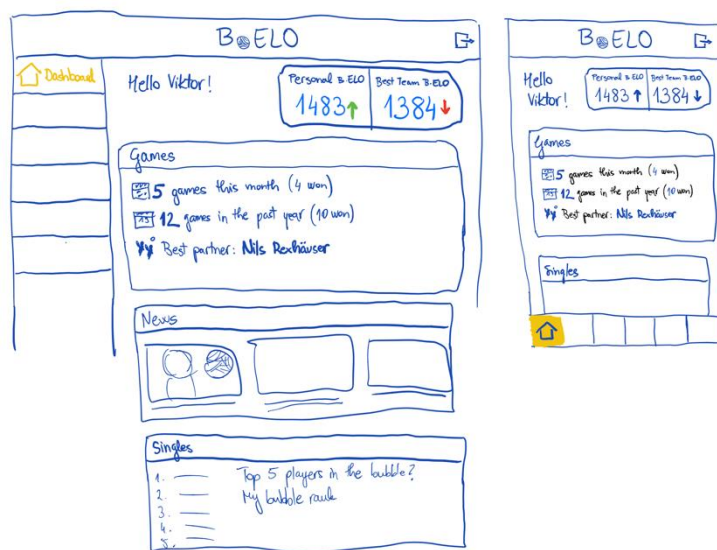 B ELO
Dashboard
Hello Viktor!
Personal B-ELO
1483
Best Team B-ELO
1384
Games
5 games this month (4 won)
12 games in the past year (10 won)
Best partner: Nils Rexhäuser
News
Singles
1.
2.
3.
4.
5.
Top 5 players in the bubble?
My bubble rank
B ELO
Hello
Viktor!
Personal B-ELO
1483
Best Team B-ELO
1384
Games
5 games this month (4 won)
12 games in the past year (10 won)
Best partner: Nils Rexhäuser
Singles